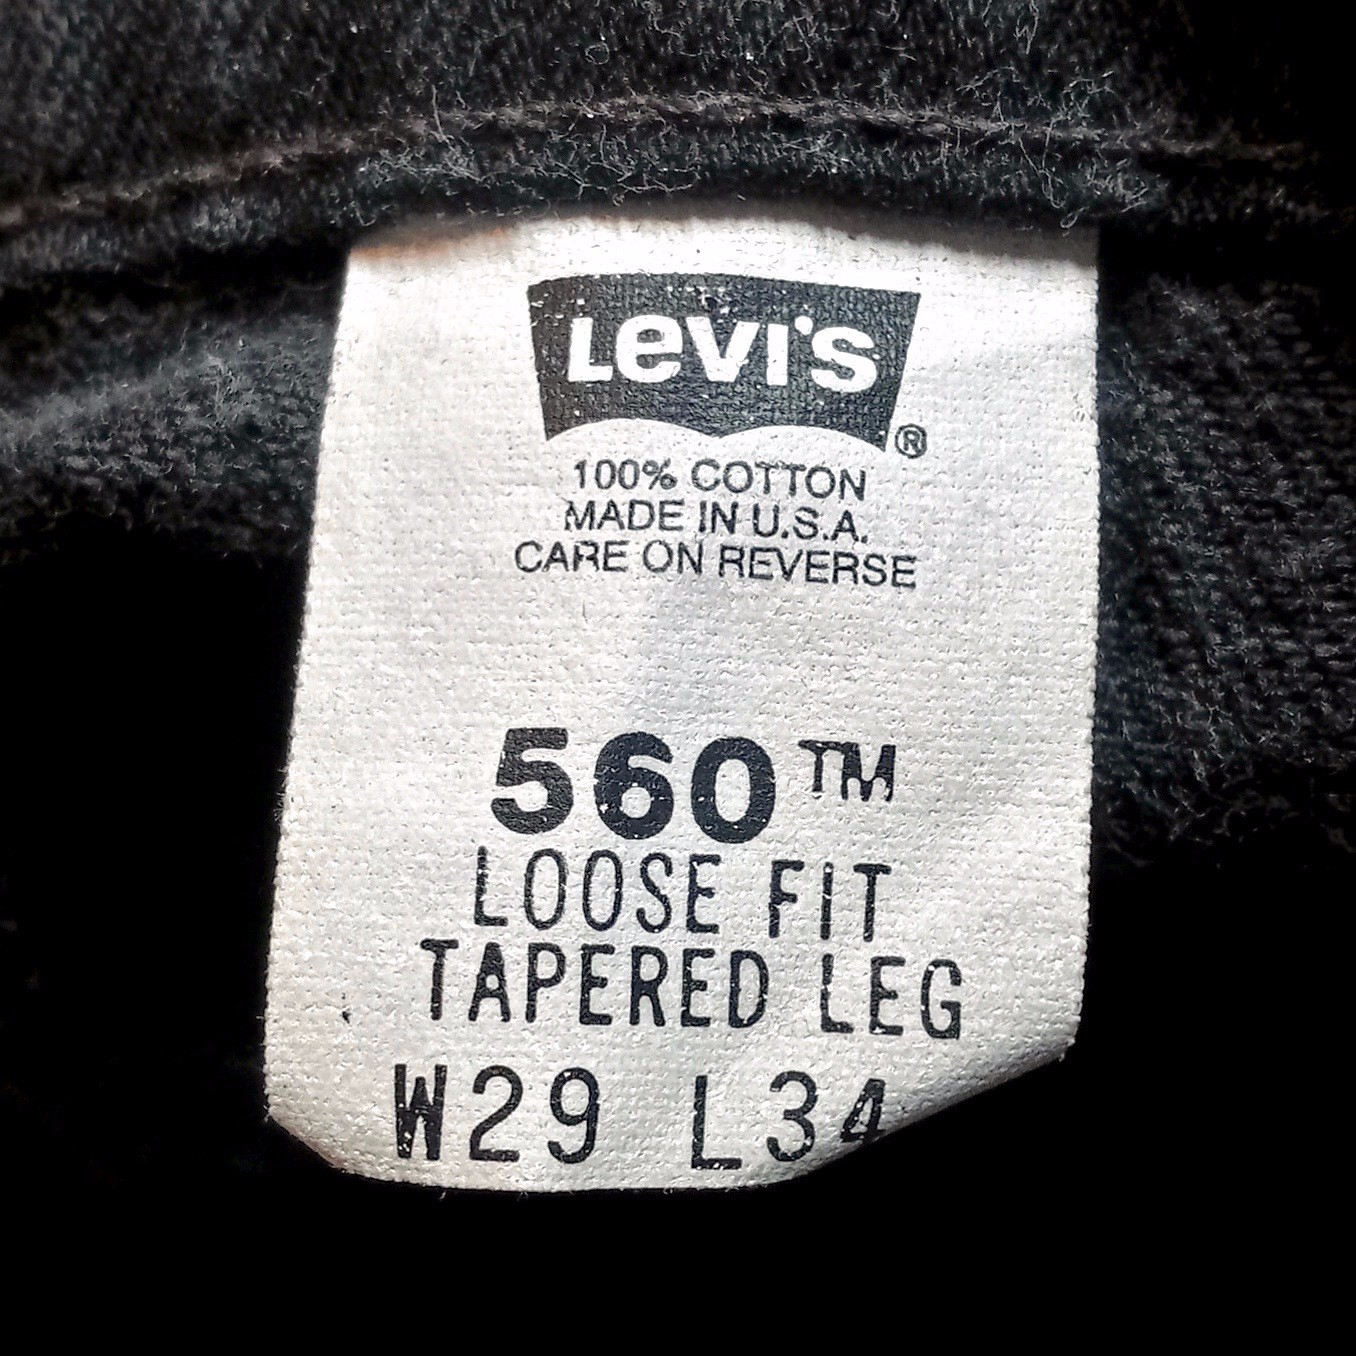 Levi's ®
100% COTTON
MADE IN U.S.A.
CARE ON REVERSE
560™
LOOSE FIT
TAPERED LEG
W29 L34